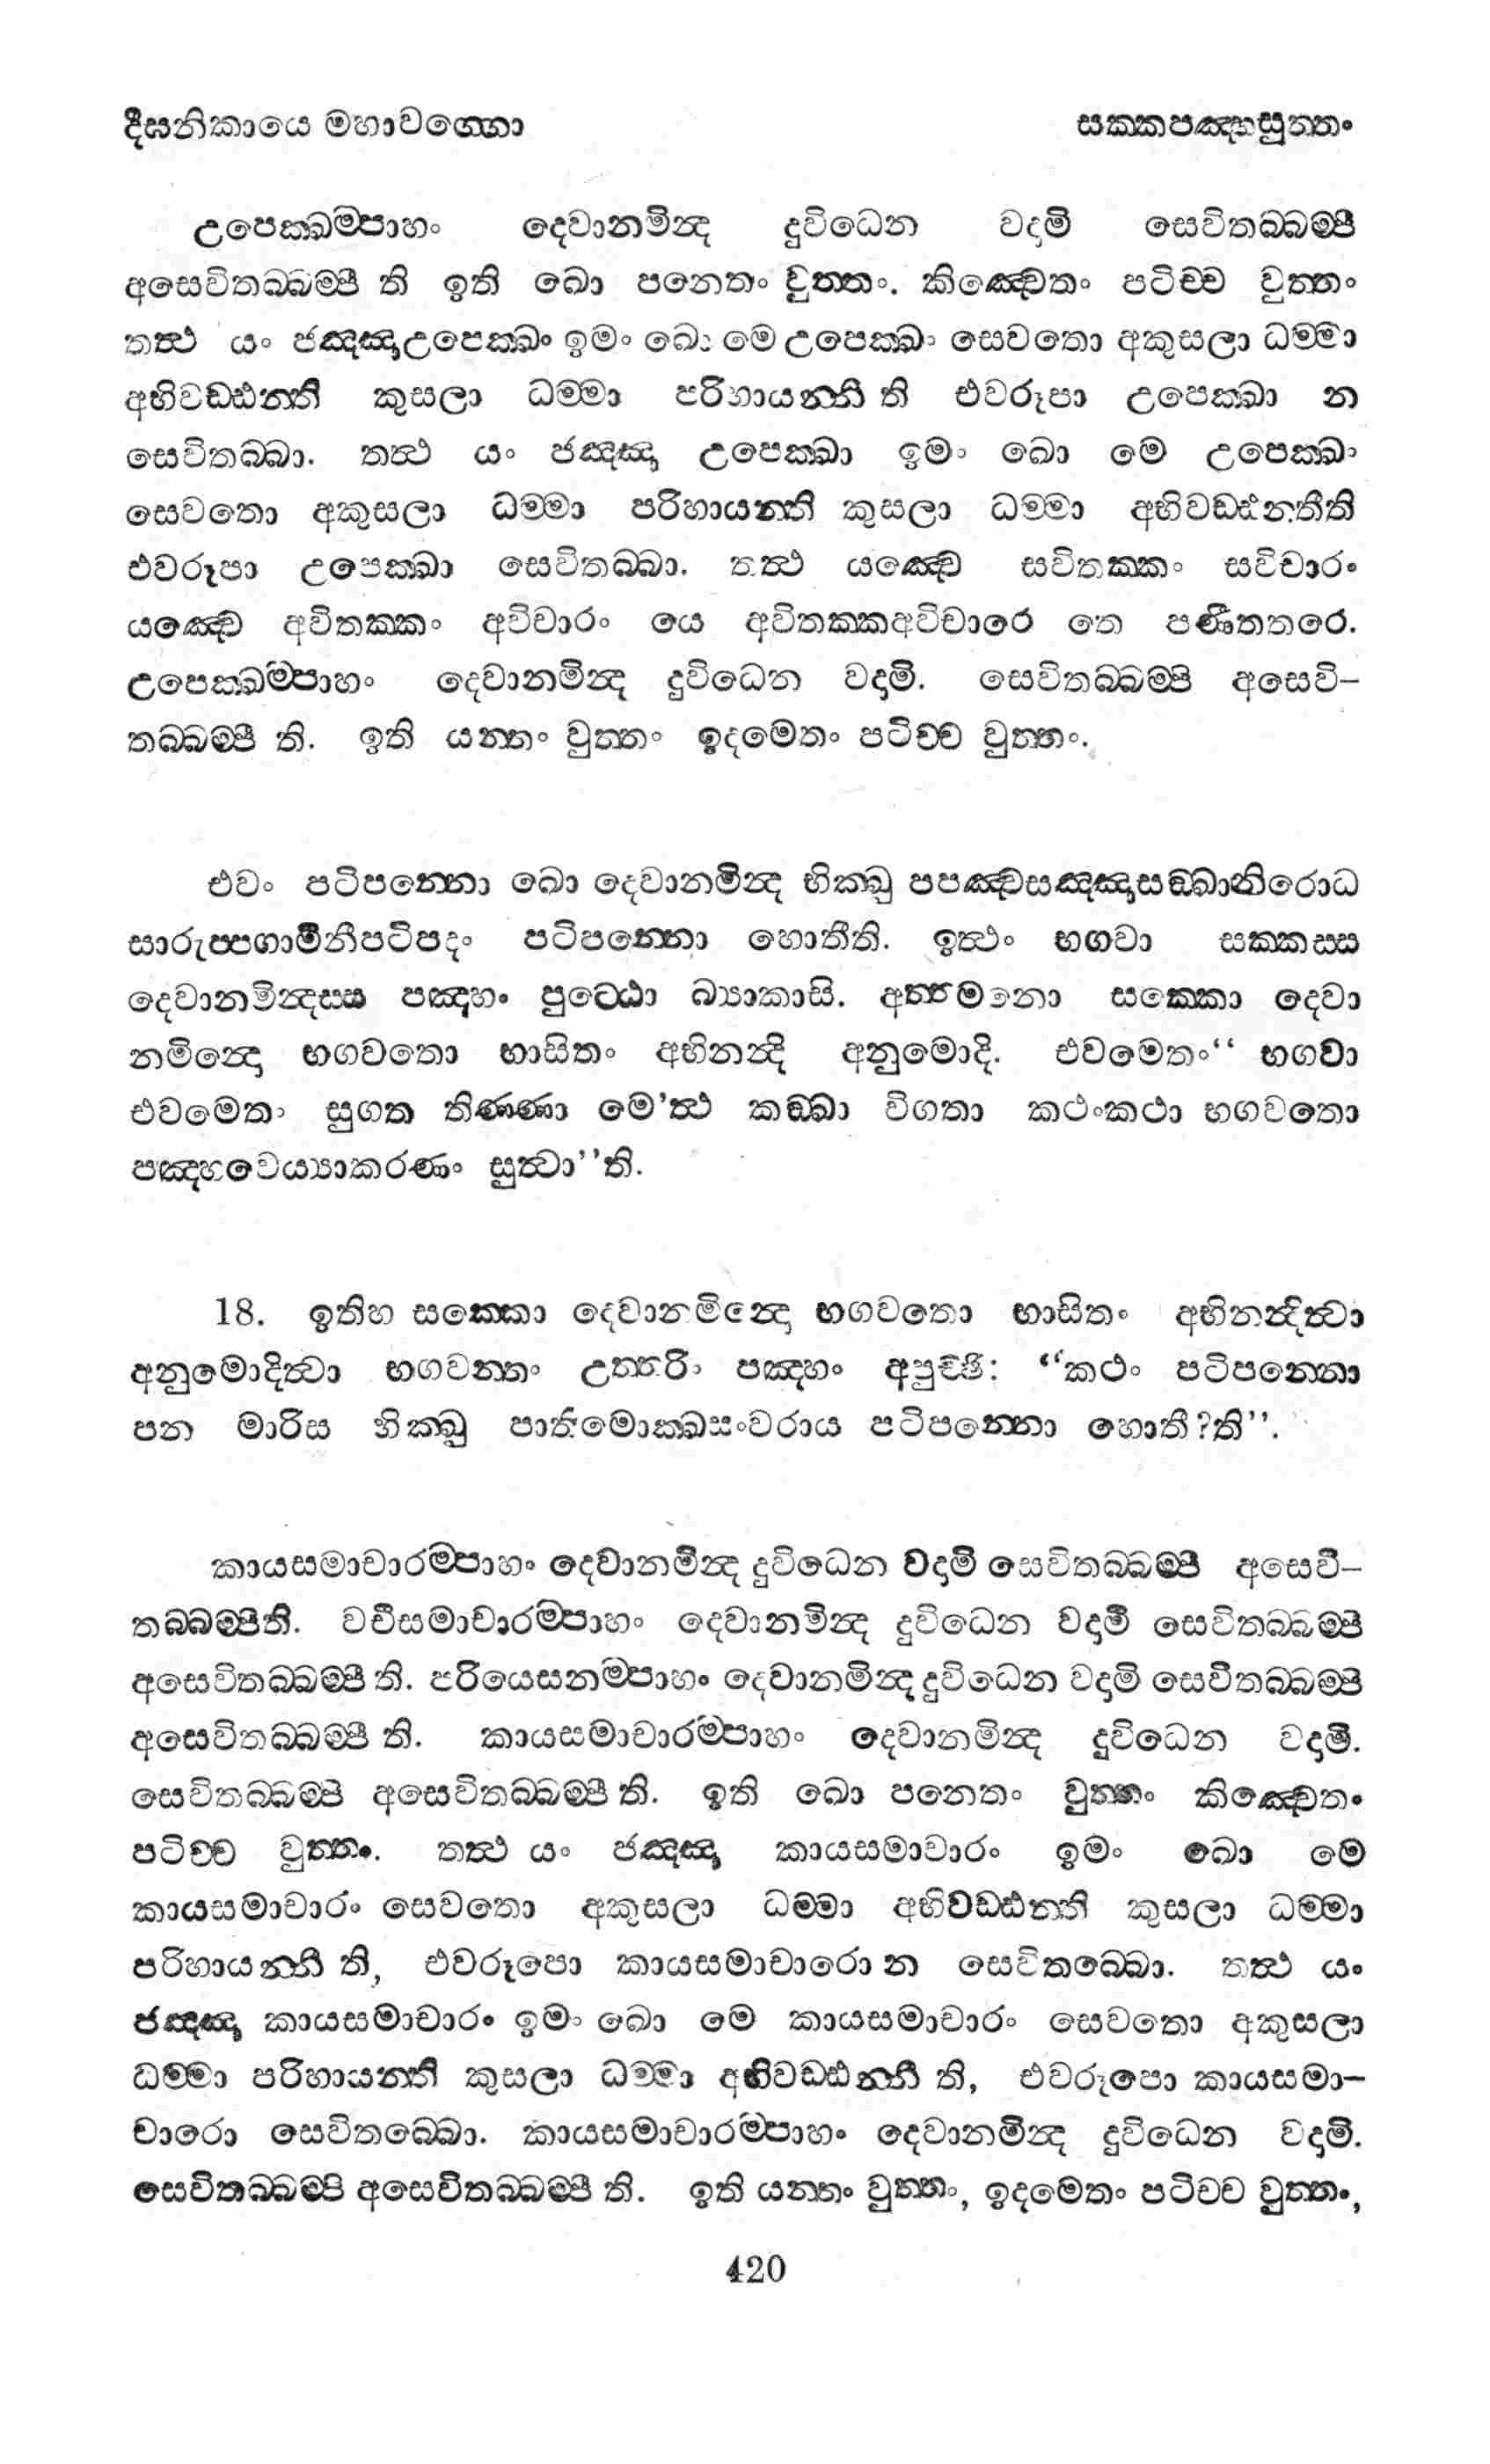 දීඝනිකායෙ මහාවග්ගො සක්කපඤ්හසුත්තං
උපෙක්ඛම්පාහං දෙවානමින්ද දුවිධෙන වදාමි සෙවිතබ්බම්පි
අසෙවිතබ්බම්පී ති ඉති ඛො පනෙතං වුත්තං. කිඤ්චෙතං පටිච්ච වුත්තං
තත්ථ යං ජඤ්ඤා උපෙක්ඛං ඉමං ඛො මෙ උපෙක්ඛං සෙවතො අකුසලා ධම්මා
අභිවඩ්ඪන්ති කුසලා ධම්මා පරිහායන්තී ති එවරූපා උපෙක්ඛා න
සෙවිතබ්බා. තත්ථ යං ජඤ්ඤා උපෙක්ඛා ඉමං ඛො මෙ උපෙක්ඛං
සෙවතො අකුසලා ධම්මා පරිහායන්ති කුසලා ධම්මා අභිවඩ්ඪන්තීති
එවරූපා උපෙක්ඛා සෙවිතබ්බා. තත්ථ යඤ්චෙ සවිතක්කං සවිචාරං
යඤ්චෙ අවිතක්කං අවිචාරං යෙ අවිතක්කඅවිචාරෙ තෙ පණීතතරෙ.
උපෙක්ඛම්පාහං දෙවානමින්ද දුවිධෙන වදාමි. සෙවිතබ්බම්පි අසෙවි–
තබ්බම්පී ති. ඉති යන්තං වුත්තං ඉදමෙතං පටිච්ච වුත්තං.
එවං පටිපන්නො ඛො දෙවානමින්ද භික්ඛු පපඤ්චසඤ්ඤාසඞ්ඛානිරොධ
සාරුප්පගාමිනීපටිපදං පටිපන්නො හොතීති. ඉත්ථං භගවා සක්කස්ස
දෙවානමින්දස්ස පඤ්හං පුට්ඨො බ්‍යාකාසි. අත්තමනො සක්කො දෙවා
නමින්දො භගවතො භාසිතං අභිනන්දි අනුමොදි. එවමෙතං“ භගවා
එවමෙතං සුගත තිණ්ණා මෙ’ත්ථ කඞ්ඛා විගතා කථංකථා භගවතො
පඤ්හවෙය්‍යාකරණං සුත්වා’’ති.
18. ඉතිහ සක්කො දෙවානමින්දො භගවතො භාසිතං අභිනන්දිත්වා
අනුමොදිත්වා භගවන්තං උත්තරිං පඤ්හං අපුච්ඡි: “කථං පටිපන්නො
පන මාරිස භික්ඛු පාතිමොක්ඛසංවරාය පටිපන්නො හොතී?ති’’.
කායසමාචාරම්පාහං දෙවානමින්ද දුවිධෙන වදාමි සෙවිතබ්බම්පි අසෙවි–
තබ්බම්පීති. වචීසමාචාරම්පාහං දෙවානමින්ද දුවිධෙන වදාමි සෙවිතබ්බම්පි
අසෙවිතබ්බම්පී ති. පරියෙසනම්පාහං දෙවානමින්ද දුවිධෙන වදාමි සෙවිතබ්බම්පි
අසෙවිතබ්බම්පී ති. කායසමාචාරම්පාහං දෙවානමින්ද දුවිධෙන වදාමි.
සෙවිතබ්බම්පි අසෙවිතබ්බම්පී ති. ඉති ඛො පනෙතං වුත්තං කිඤ්චෙතං
පටිච්ච වුත්තං. තත්ථ යං ජඤ්ඤා කායසමාචාරං ඉමං ඛො මෙ
කායසමාචාරං සෙවතො අකුසලා ධම්මා අභිවඩ්ඪන්ති කුසලා ධම්මා
පරිහායන්තී ති, එවරූපො කායසමාචාරො න සෙවිතබ්බො. තත්ථ යං
ජඤ්ඤා කායසමාචාරං ඉමං ඛො මෙ කායසමාචාරං සෙවතො අකුසලා
ධම්මා පරිහායන්ති කුසලා ධම්මා අභිවඩ්ඪන්තී ති, එවරූපො කායසමා–
චාරො සෙවිතබ්බො. කායසමාචාරම්පාහං දෙවානමින්ද දුවිධෙන වදාමි.
සෙවිතබ්බම්පි අසෙවිතබ්බම්පී ති. ඉති යන්තං වුත්තං, ඉදමෙතං පටිච්ච වුත්තං,
420